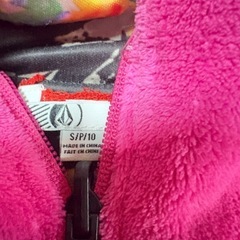 S/P/10
MADE IN CHINA
FAIT EN CHINE